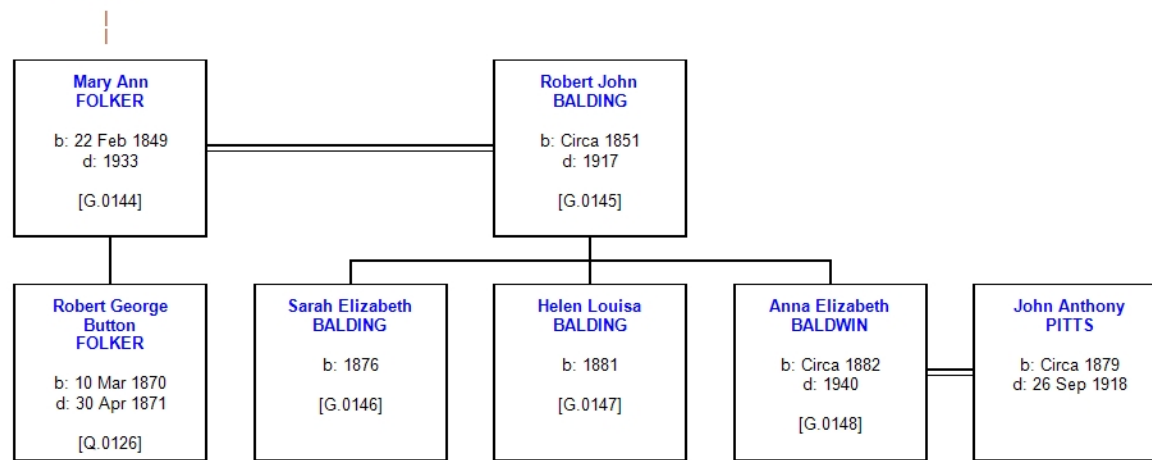 Mary Ann
FOLKER
b: 22 Feb 1849
d: 1933
[G.0144]
Robert John
BALDING
b: Circa 1851
d: 1917
[G.0145]
Robert George
Button
FOLKER
b: 10 Mar 1870
d: 30 Apr 1871
[Q.0126]
Sarah Elizabeth
BALDING
b: 1876
[G.0146]
Helen Louisa
BALDING
b: 1881
[G.0147]
Anna Elizabeth
BALDWIN
b: Circa 1882
d: 1940
[G.0148]
John Anthony
PITTS
b: Circa 1879
d: 26 Sep 1918